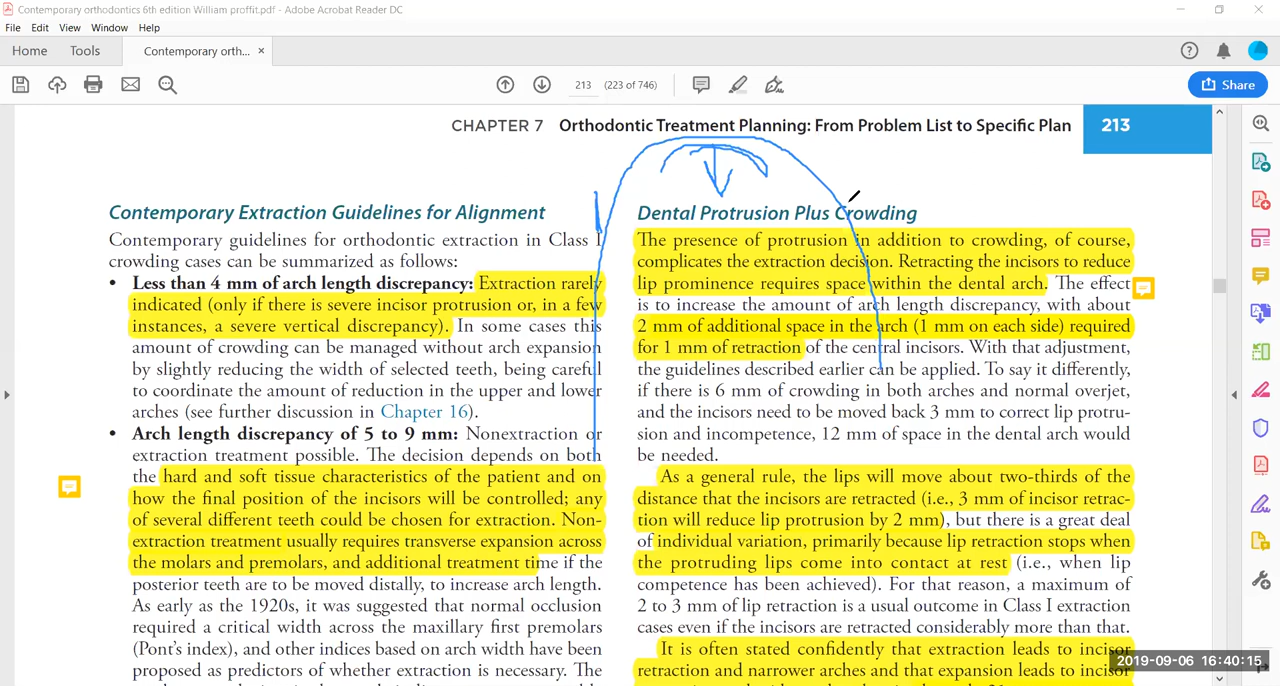 Contemporary orthodontics 6th edition William proffit.pdf - Adobe Acrobat Reader DC
File Edit View Window Help
Home Tools Contemporary orth... ×
213 (223 of 746) Share
CHAPTER 7 Orthodontic Treatment Planning: From Problem List to Specific Plan 213
Contemporary Extraction Guidelines for Alignment
Contemporary guidelines for orthodontic extraction in Class I
crowding cases can be summarized as follows:
• Less than 4 mm of arch length discrepancy: Extraction rarely
indicated (only if there is severe incisor protrusion or, in a few
instances, a severe vertical discrepancy). In some cases this
amount of crowding can be managed without arch expansion
by slightly reducing the width of selected teeth, being careful
to coordinate the amount of reduction in the upper and lower
arches (see further discussion in Chapter 16).
• Arch length discrepancy of 5 to 9 mm: Nonextraction or
extraction treatment possible. The decision depends on both
the hard and soft tissue characteristics of the patient and on
how the final position of the incisors will be controlled; any
of several different teeth could be chosen for extraction. Non-
extraction treatment usually requires transverse expansion across
the molars and premolars, and additional treatment time if the
posterior teeth are to be moved distally, to increase arch length.
As early as the 1920s, it was suggested that normal occlusion
required a critical width across the maxillary first premolars
(Pont's index), and other indices based on arch width have been
proposed as predictors of whether extraction is necessary. The
Dental Protrusion Plus Crowding
The presence of protrusion in addition to crowding, of course,
complicates the extraction decision. Retracting the incisors to reduce
lip prominence requires space within the dental arch. The effect
is to increase the amount of arch length discrepancy, with about
2 mm of additional space in the arch (1 mm on each side) required
for 1 mm of retraction of the central incisors. With that adjustment,
the guidelines described earlier can be applied. To say it differently,
if there is 6 mm of crowding in both arches and normal overjet,
and the incisors need to be moved back 3 mm to correct lip protru-
sion and incompetence, 12 mm of space in the dental arch would
be needed.
As a general rule, the lips will move about two-thirds of the
distance that the incisors are retracted (i.e., 3 mm of incisor retrac-
tion will reduce lip protrusion by 2 mm), but there is a great deal
of individual variation, primarily because lip retraction stops when
the protruding lips come into contact at rest (i.e., when lip
competence has been achieved). For that reason, a maximum of
2 to 3 mm of lip retraction is a usual outcome in Class I extraction
cases even if the incisors are retracted considerably more than that.
It is often stated confidently that extraction leads to incisor
retraction and narrower arches and that expansion leads to incisor
2019-09-06 16:40:15